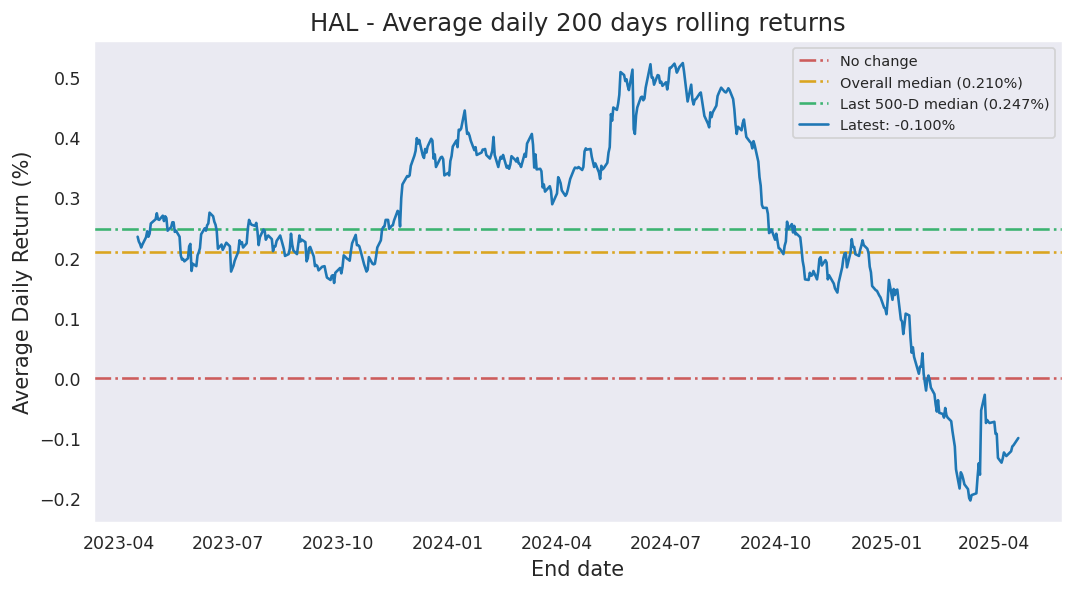 HAL - Average daily 200 days rolling returns
No change
Overall median (0.210%)
Last 500-D median (0.247%)
Latest: -0.100%
Average Daily Return (%)
0.5
0.4
0.3
0.2
0.1
0.0
−0.1
−0.2
2023-04 2023-07 2023-10 2024-01 2024-04 2024-07 2024-10 2025-01 2025-04
End date